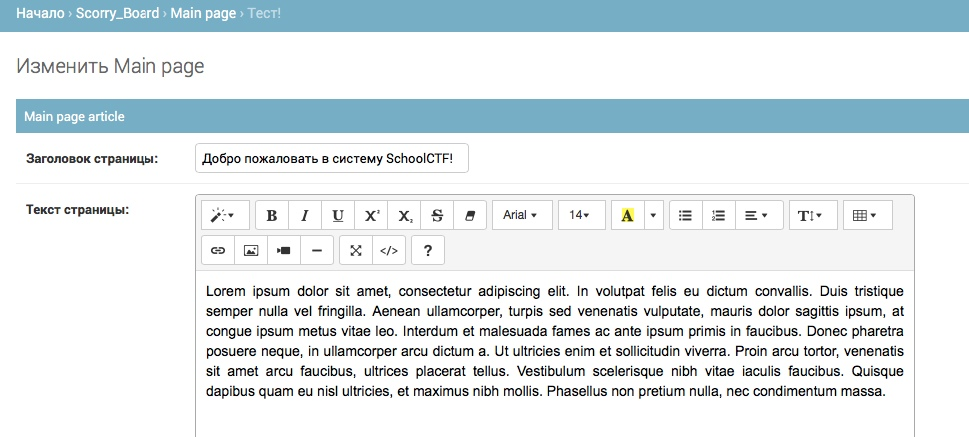 Начало › Scorry_Board › Main page › Тест!
Изменить Main page
Main page article
Заголовок страницы: Добро пожаловать в систему SchoolCTF!
Текст страницы:
B I U X² X₂ S Arial 14 A T
</> ?
Lorem ipsum dolor sit amet, consectetur adipiscing elit. In volutpat felis eu dictum convallis. Duis tristique
semper nulla vel fringilla. Aenean ullamcorper, turpis sed venenatis vulputate, mauris dolor sagittis ipsum, at
congue ipsum metus vitae leo. Interdum et malesuada fames ac ante ipsum primis in faucibus. Donec pharetra
posuere neque, in ullamcorper arcu dictum a. Ut ultricies enim et sollicitudin viverra. Proin arcu tortor, venenatis
sit amet arcu faucibus, ultrices placerat tellus. Vestibulum scelerisque nibh vitae iaculis faucibus. Quisque
dapibus quam eu nisl ultricies, et maximus nibh mollis. Phasellus non pretium nulla, nec condimentum massa.